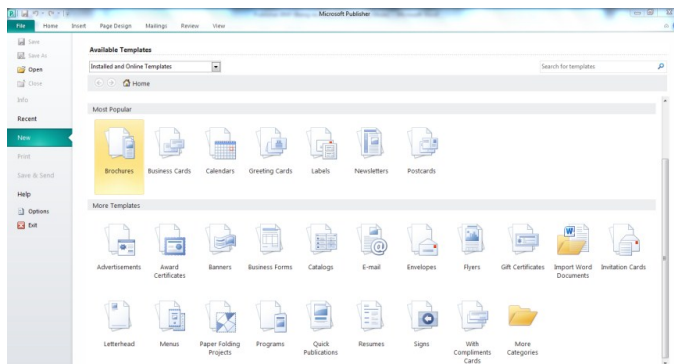 Microsoft Publisher
File Home Insert Page Design Mailings Review View
Save
Save As
Open
Close
Info
Recent
New
Print
Save & Send
Help
Options
Exit
Available Templates
Installed and Online Templates
Search for templates
Home
Most Popular
Brochures Business Cards Calendars Greeting Cards Labels Newsletters Postcards
More Templates
Advertisements Award Banners Business Forms Catalogs E-mail Envelopes Flyers Gift Certificates Import Word Invitation Cards
Certificates Documents
Letterhead Menus Paper Folding Programs Quick Resumes Signs With More
Projects Publications Compliments Categories
Cards